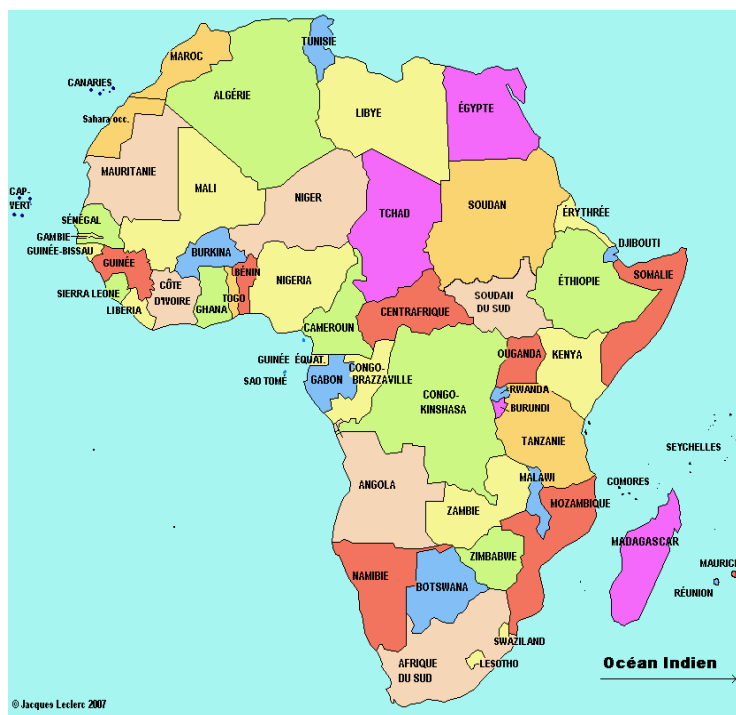 TUNISIE
MAROC
CANARIES
ALGÉRIE
LIBYE
ÉGYPTE
Sahara occ.
MAURITANIE
MALI
NIGER
TCHAD
SOUDAN
CAP-
VERT
SÉNÉGAL
GAMBIE
GUINÉE-BISSAU
GUINÉE
SIERRA LEONE
LIBERIA
CÔTE
D'IVOIRE
BURKINA
GHANA
TOGO
BÉNIN
NIGERIA
ÉRYTHRÉE
DJIBOUTI
SOMALIE
ÉTHIOPIE
SOUDAN
DU SUD
CENTRAFRIQUE
CAMEROUN
GUINÉE ÉQUAT.
SAO TOMÉ
GABON
CONGO-
BRAZZAVILLE
CONGO-
KINSHASA
OUGANDA
KENYA
RWANDA
BURUNDI
TANZANIE
SEYCHELLES
COMORES
ANGOLA
ZAMBIE
MALAWI
MOZAMBIQUE
MADAGASCAR
MAURICE
RÉUNION
ZIMBABWE
NAMIBIE
BOTSWANA
SWAZILAND
LESOTHO
AFRIQUE
DU SUD
Océan Indien
© Jacques Leclerc 2007